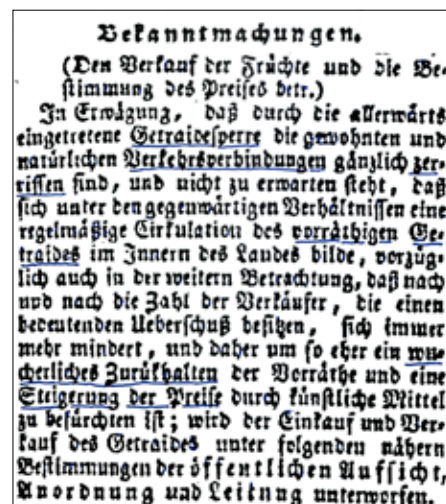 Bekanntmachungen.
(Den Verkauf der Früchte und die Be-
stimmung des Preises betr.)
In Erwägung, daß durch die allerwärts
eingetretene Getraidesperre die gewohnten und
natürlichen Verkehrsverbindungen gänzlich zer-
rissen sind, und nicht zu erwarten steht, daß
sich unter den gegenwärtigen Verhältnissen eine
regelmäßige Cirkulation des vorräthigen Ge-
traides im Innern des Landes bilde, vorzüg-
lich auch in der weitern Betrachtung, daß nach
und nach die Zahl der Verkäufer, die einen
bedeutenden Ueberschuß besitzen, sich immer
mehr mindert, und daher um so eher ein wu-
cherliches Zurükhalten der Vorräthe und eine
Steigerung der Preise durch künstliche Mittel
zu befürchten ist; wird der Einkauf und Ver-
kauf des Getraides unter folgenden nähern
Bestimmungen der öffentlichen Aufsicht,
Anordnung und Leitung unterworfen.